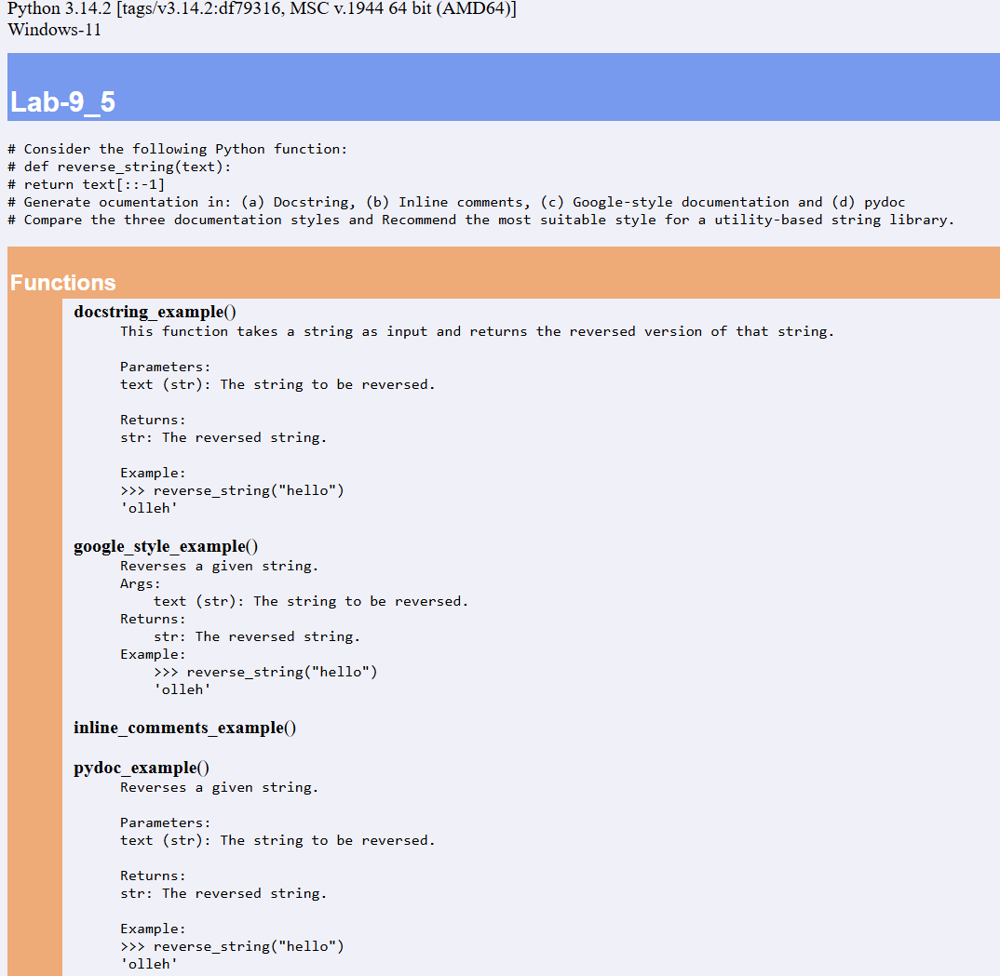 Python 3.14.2 [tags/v3.14.2:df79316, MSC v.1944 64 bit (AMD64)]
Windows-11
Lab-9_5
# Consider the following Python function:
# def reverse_string(text):
# return text[::-1]
# Generate ocumentation in: (a) Docstring, (b) Inline comments, (c) Google-style documentation and (d) pydoc
# Compare the three documentation styles and Recommend the most suitable style for a utility-based string library.
Functions
docstring_example()
This function takes a string as input and returns the reversed version of that string.
Parameters:
text (str): The string to be reversed.
Returns:
str: The reversed string.
Example:
>>> reverse_string("hello")
'olleh'
google_style_example()
Reverses a given string.
Args:
text (str): The string to be reversed.
Returns:
str: The reversed string.
Example:
>>> reverse_string("hello")
'olleh'
inline_comments_example()
pydoc_example()
Reverses a given string.
Parameters:
text (str): The string to be reversed.
Returns:
str: The reversed string.
Example:
>>> reverse_string("hello")
'olleh'